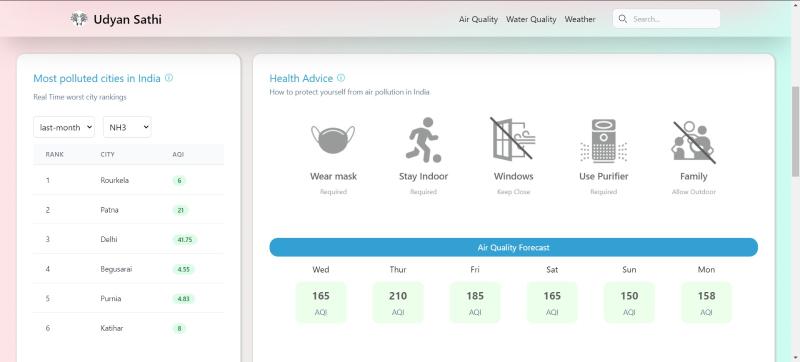 Udyan Sathi
Air Quality Water Quality Weather
Search...
Most polluted cities in India
Real Time worst city rankings
last-month NH3
RANK CITY AQI
1 Rourkela 6
2 Patna 21
3 Delhi 41.75
4 Begusarai 4.55
5 Purnia 4.83
6 Katihar 8
Health Advice
How to protect yourself from air pollution in India
Wear mask Stay Indoor Windows Use Purifier Family
Required Required Keep Close Required Allow Outdoor
Air Quality Forecast
Wed Thur Fri Sat Sun Mon
165 210 185 165 150 158
AQI AQI AQI AQI AQI AQI